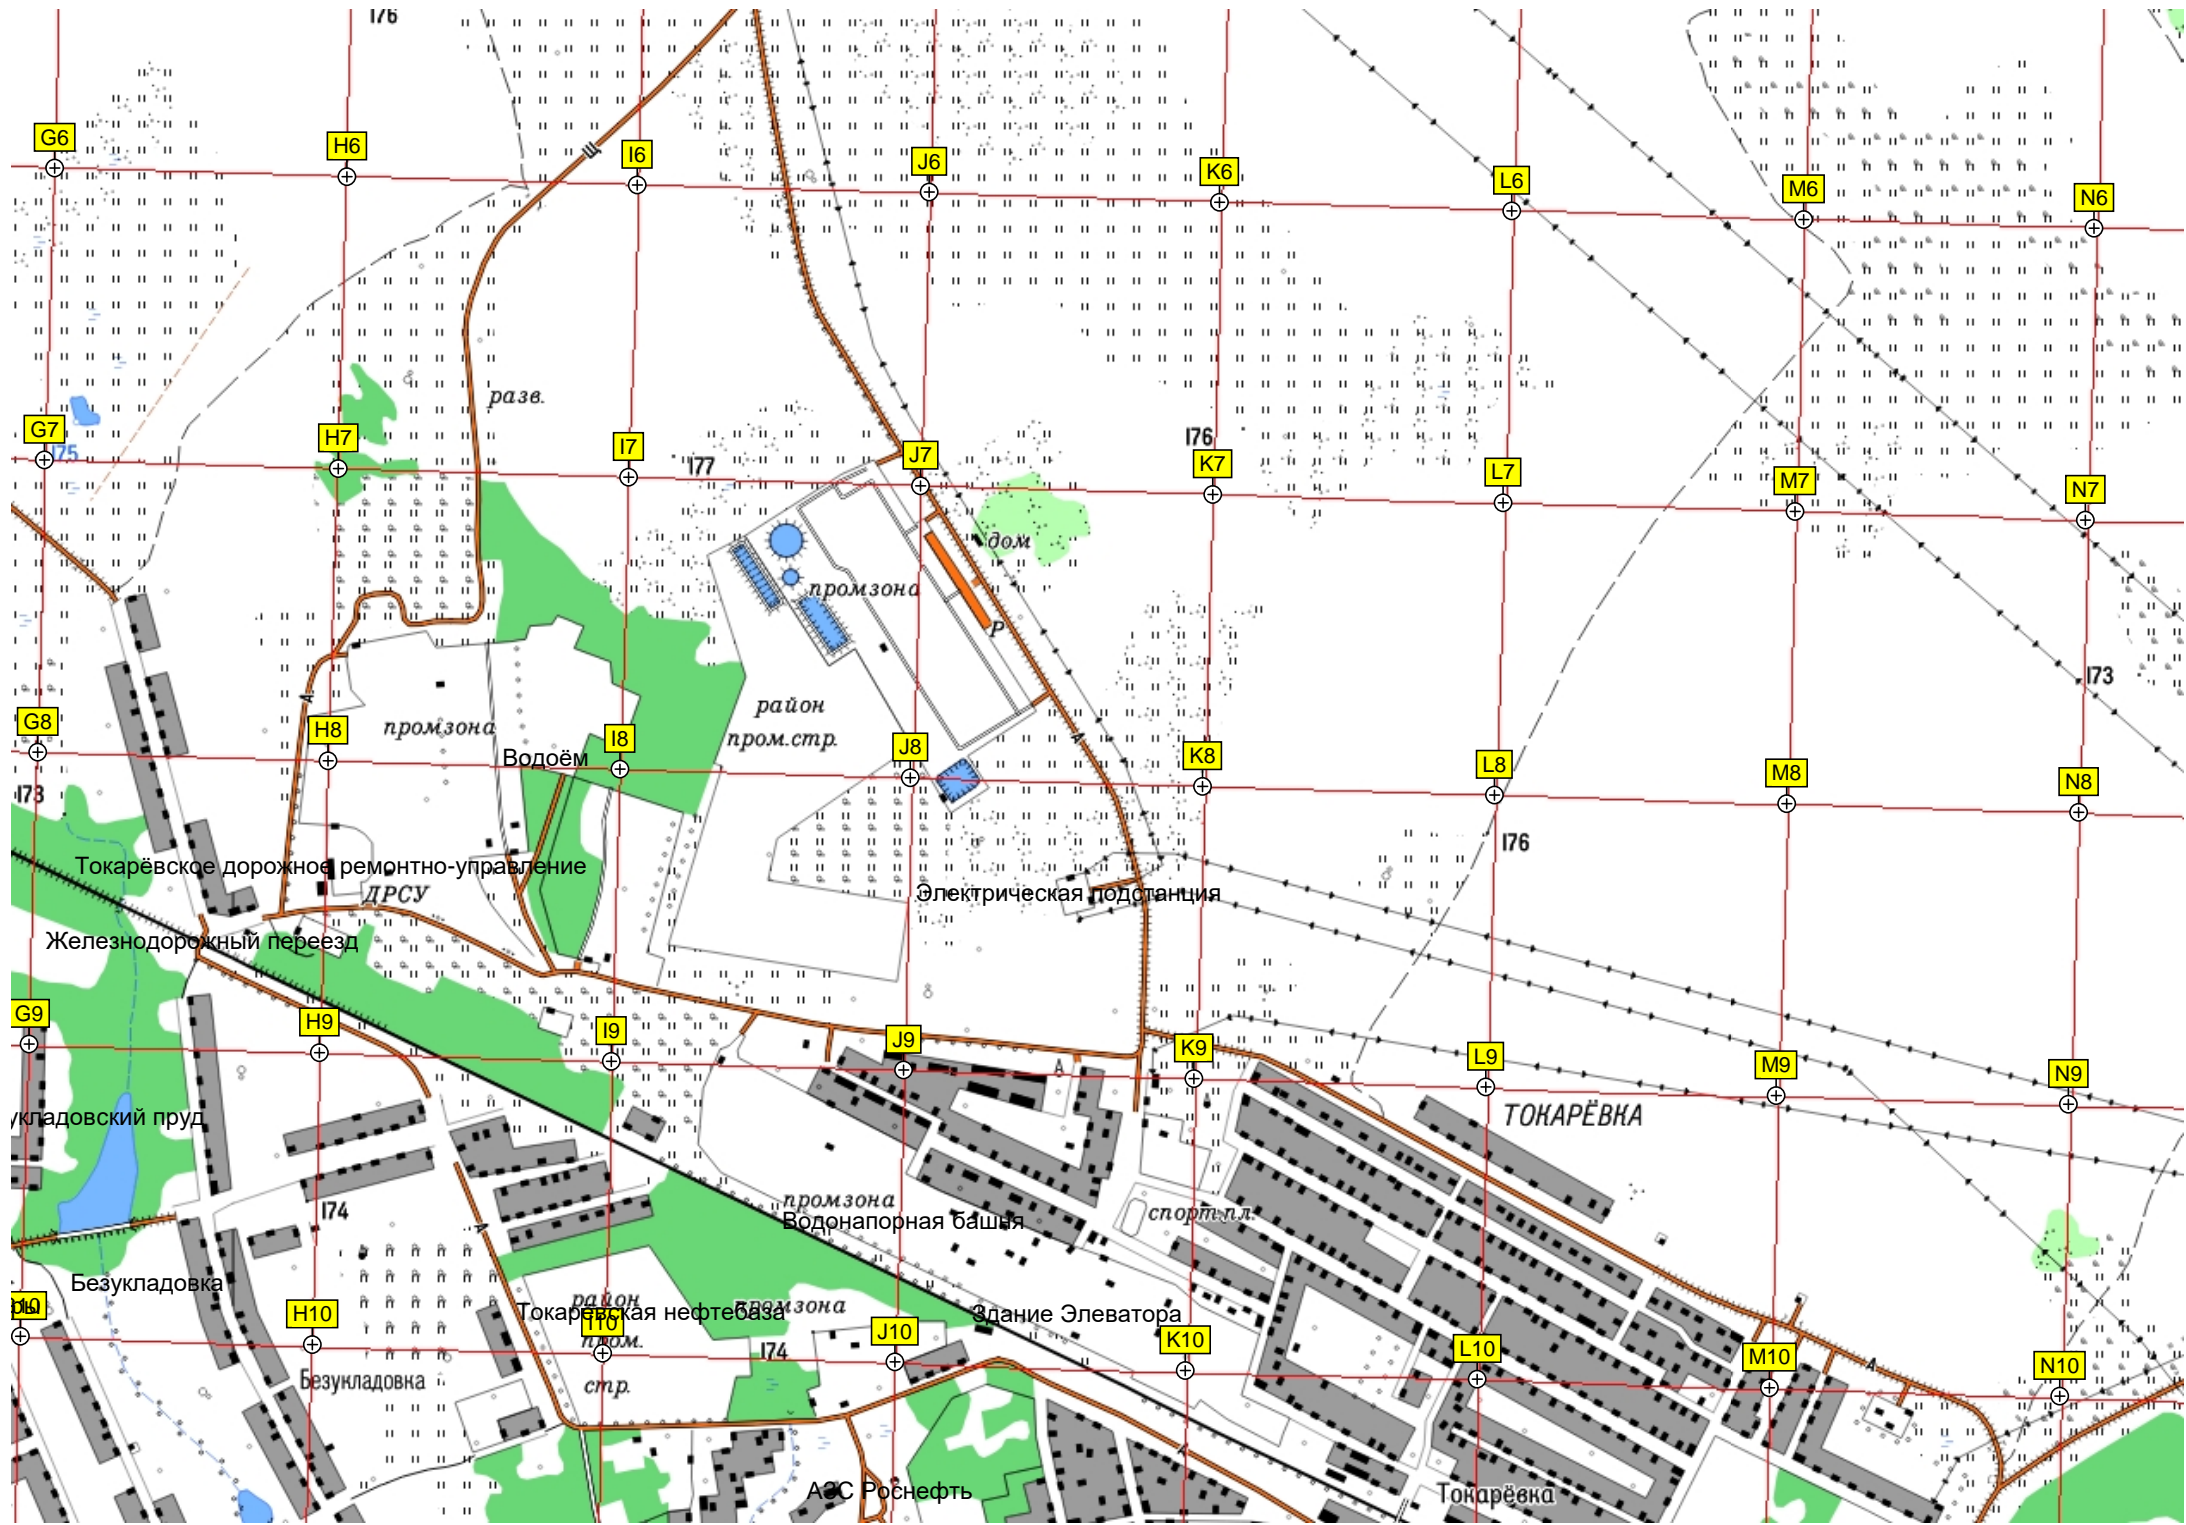 176
G6
H6
I6
J6
K6
L6
M6
N6
Щ
разв.
G7
175
H7
I7
177
J7
176
K7
L7
M7
N7
дом
промзона
Р
А
район
пром.стр.
173
G8
H8
промзона
Водоём
I8
J8
А
K8
L8
M8
N8
173
176
Токарёвское дорожное ремонтно-управление
ДРСУ
Электрическая подстанция
Железнодорожный переезд
G9
H9
I9
J9
А
K9
L9
M9
N9
укладовский пруд
ТОКАРЁВКА
174
А
промзона
Водонапорная башня
спорт.пл.
Безукладовка
10
H10
район
Токаревская нефтебаза
промзона
I10
пром.
174
J10
Здание Элеватора
K10
L10
M10
А
N10
Безукладовка
стр.
А
АЗС Роснефть
Токарёвка